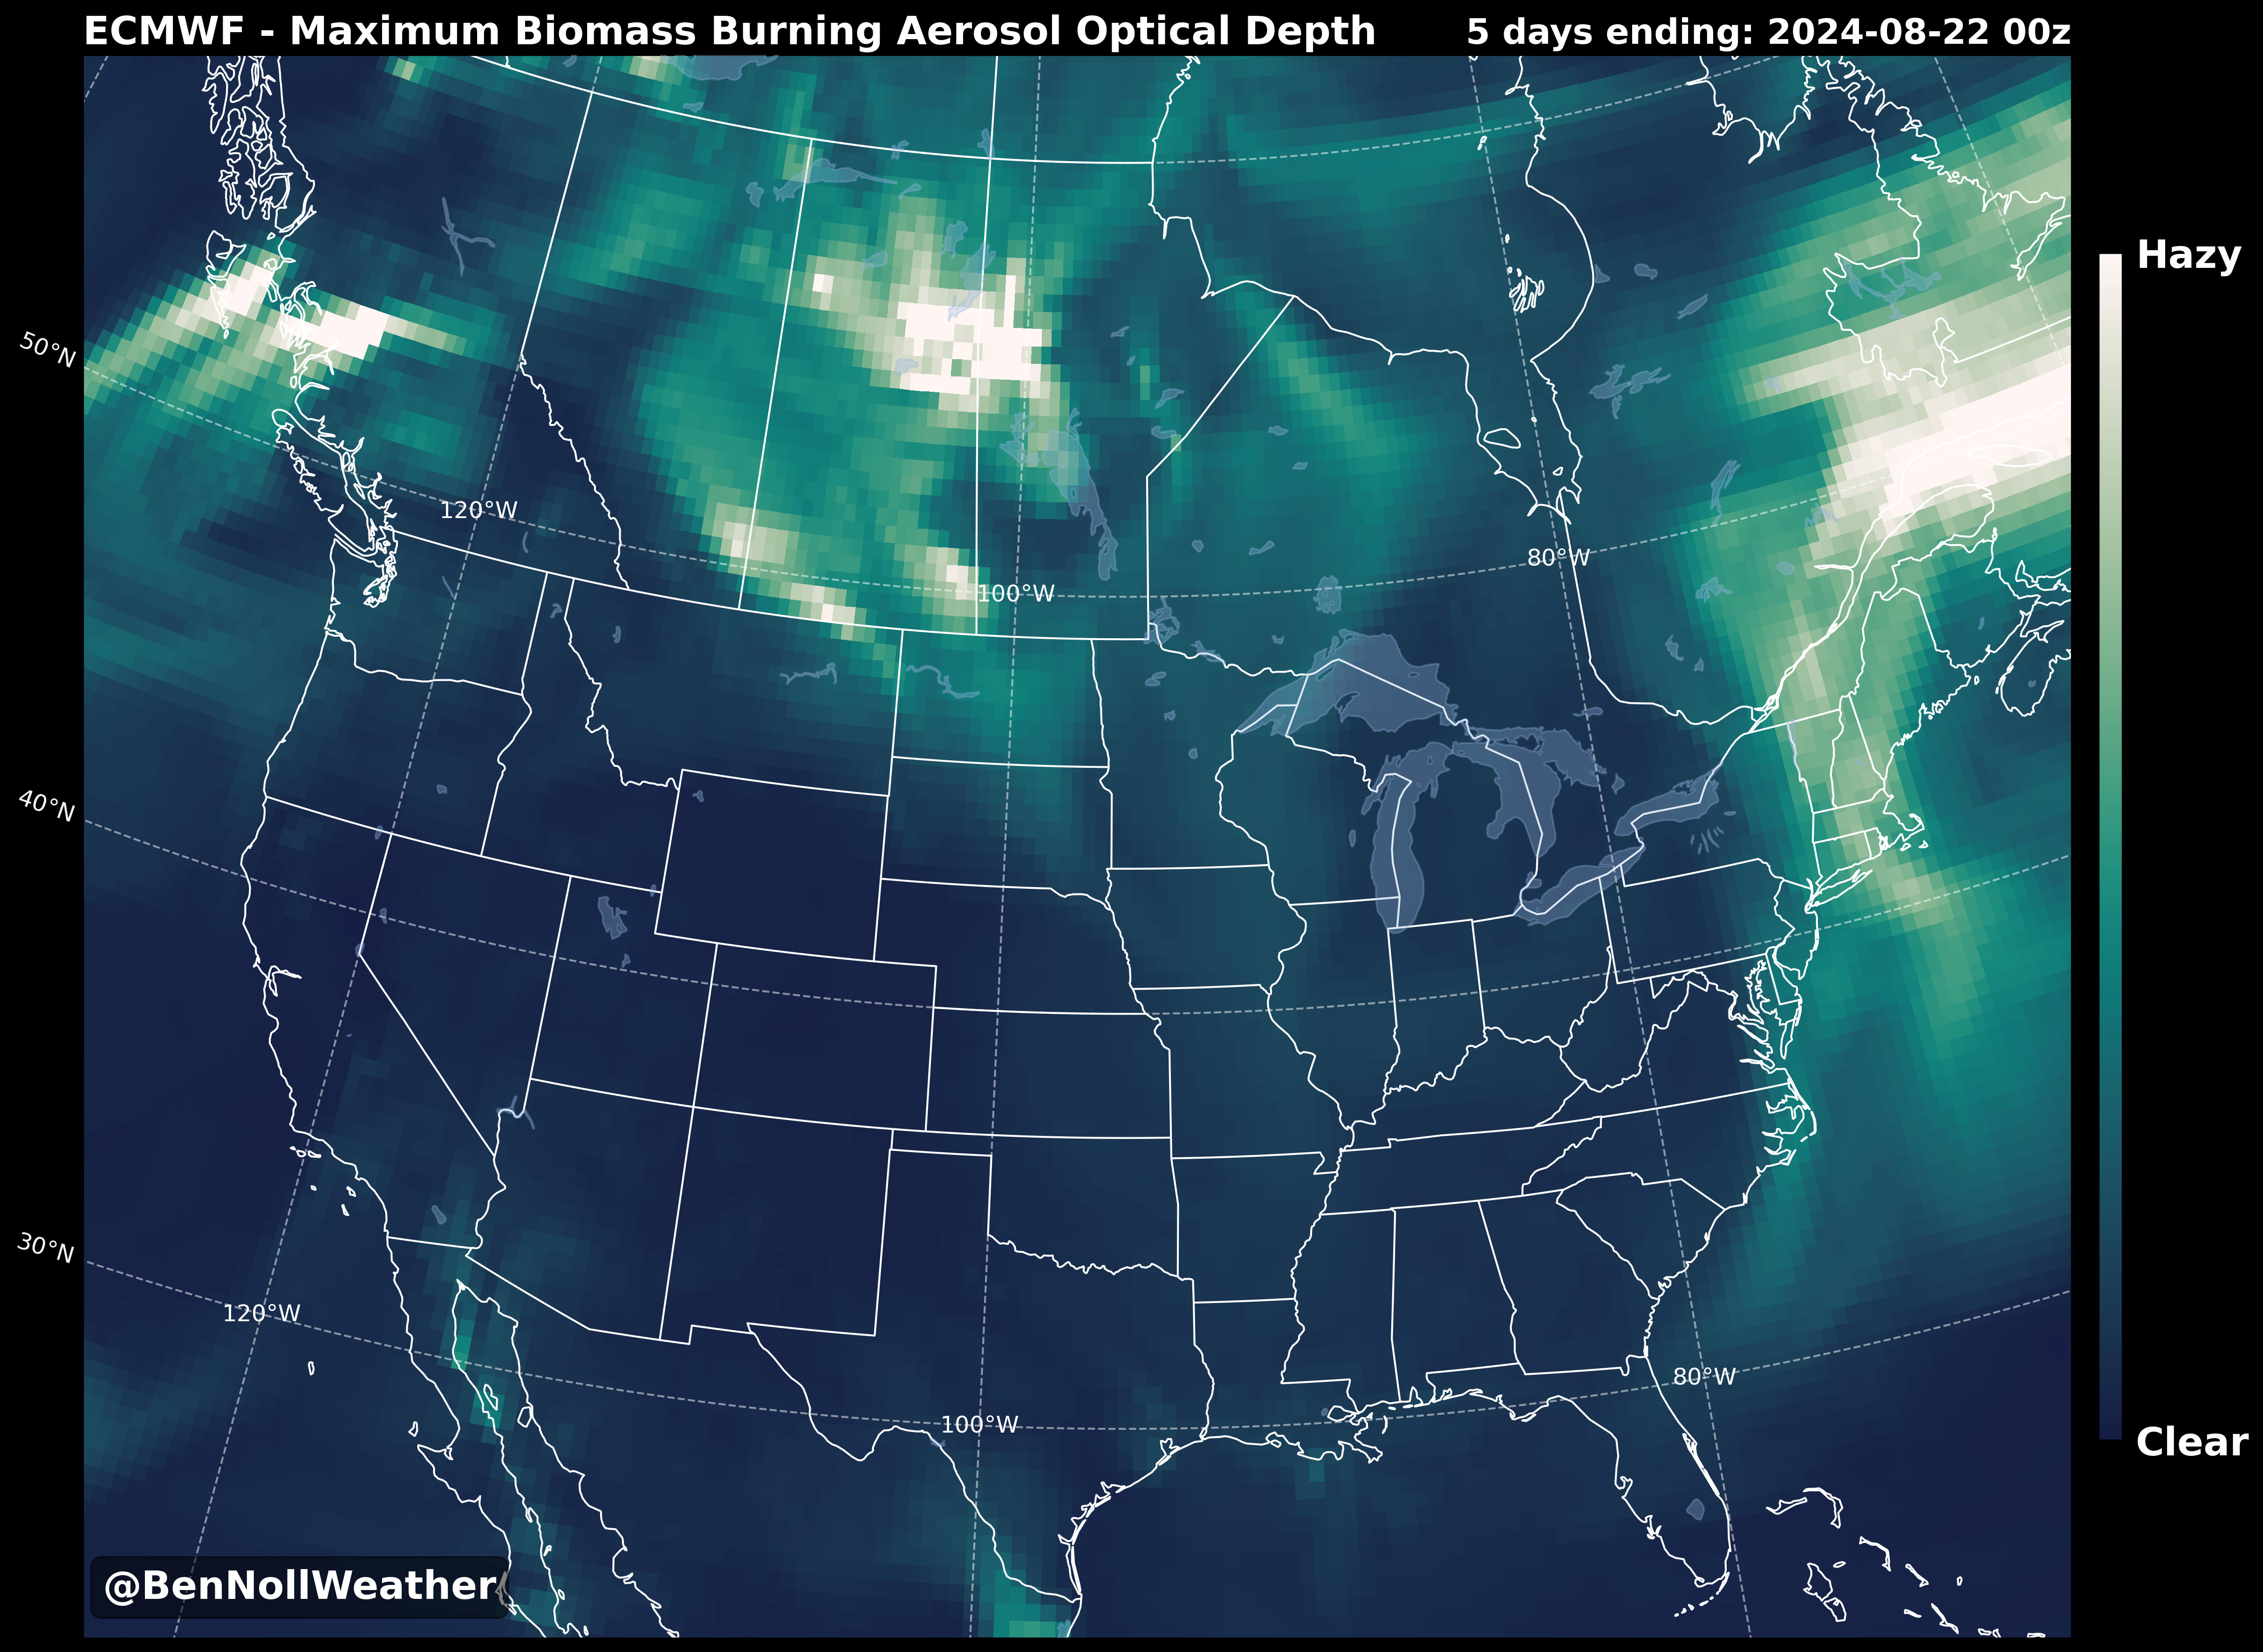 ECMWF - Maximum Biomass Burning Aerosol Optical Depth
5 days ending: 2024-08-22 00z
Hazy
50°N
120°W
80°W
100°W
40°N
30°N
120°W
80°W
100°W
Clear
@BenNollWeather